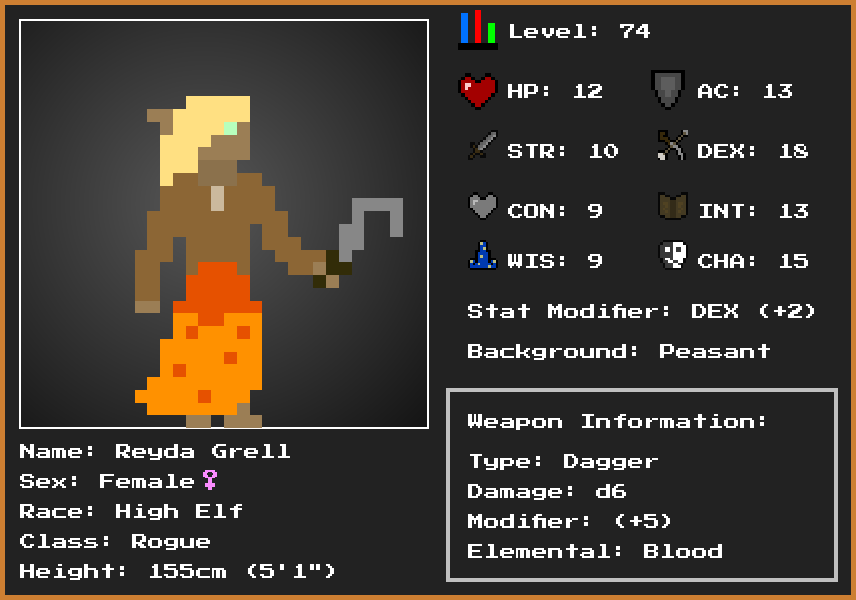 Level: 74
HP: 12
AC: 13
STR: 10
DEX: 18
CON: 9
INT: 13
WIS: 9
CHA: 15
Stat Modifier: DEX (+2)
Background: Peasant
Weapon Information:
Type: Dagger
Damage: d6
Modifier: (+5)
Elemental: Blood
Name: Reyda Grell
Sex: Female♀
Race: High Elf
Class: Rogue
Height: 155cm (5'1")